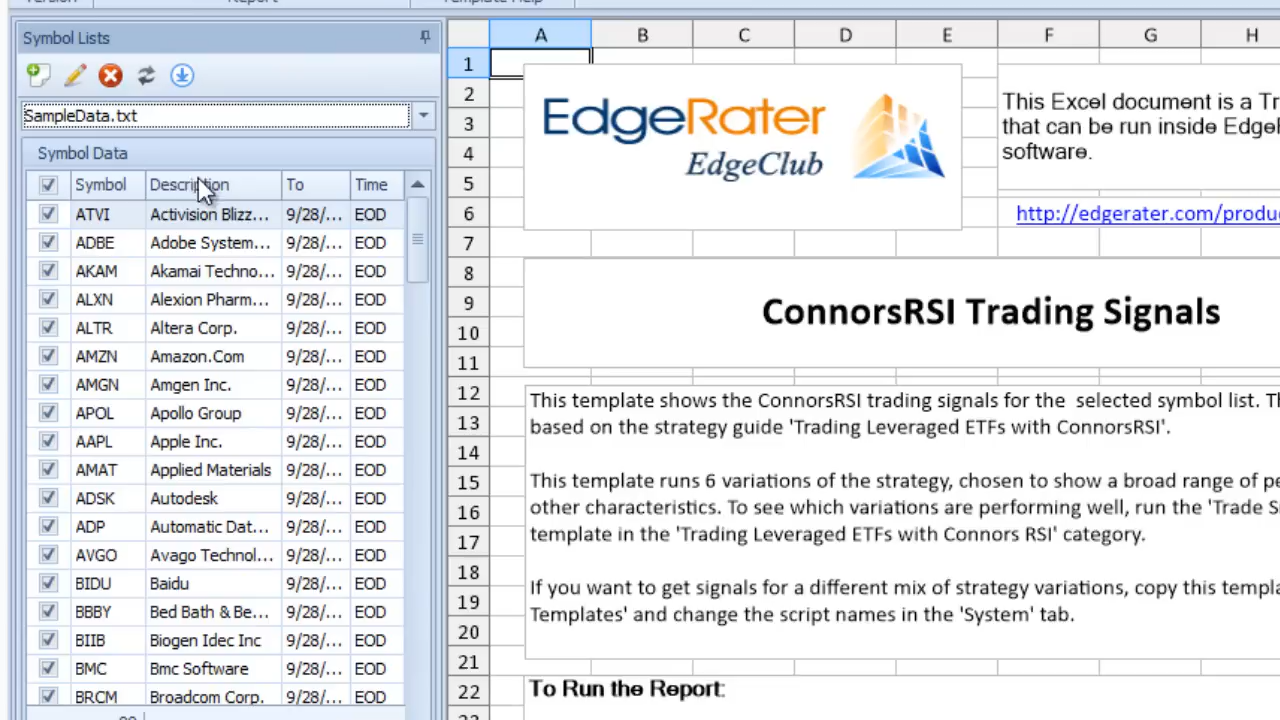 Version
Report
Template Help
Symbol Lists
SampleData.txt
Symbol Data
Symbol Description To Time
ATVI Activision Blizz... 9/28/... EOD
ADBE Adobe System... 9/28/... EOD
AKAM Akamai Techno... 9/28/... EOD
ALXN Alexion Pharm... 9/28/... EOD
ALTR Altera Corp. 9/28/... EOD
AMZN Amazon.Com 9/28/... EOD
AMGN Amgen Inc. 9/28/... EOD
APOL Apollo Group 9/28/... EOD
AAPL Apple Inc. 9/28/... EOD
AMAT Applied Materials 9/28/... EOD
ADSK Autodesk 9/28/... EOD
ADP Automatic Dat... 9/28/... EOD
AVGO Avago Technol... 9/28/... EOD
BIDU Baidu 9/28/... EOD
BBBY Bed Bath & Be... 9/28/... EOD
BIIB Biogen Idec Inc 9/28/... EOD
BMC Bmc Software 9/28/... EOD
BRCM Broadcom Corp. 9/28/... EOD
A B C D E F G H
1
2
3
4
5
6
7
8
9
10
11
12
13
14
15
16
17
18
19
20
21
22
EdgeRater
EdgeClub
This Excel document is a Tr
that can be run inside EdgeR
software.
http://edgerater.com/produ
ConnorsRSI Trading Signals
This template shows the ConnorsRSI trading signals for the selected symbol list. Th
based on the strategy guide 'Trading Leveraged ETFs with ConnorsRSI'.
This template runs 6 variations of the strategy, chosen to show a broad range of pe
other characteristics. To see which variations are performing well, run the 'Trade S
template in the 'Trading Leveraged ETFs with Connors RSI' category.
If you want to get signals for a different mix of strategy variations, copy this templa
Templates' and change the script names in the 'System' tab.
To Run the Report: